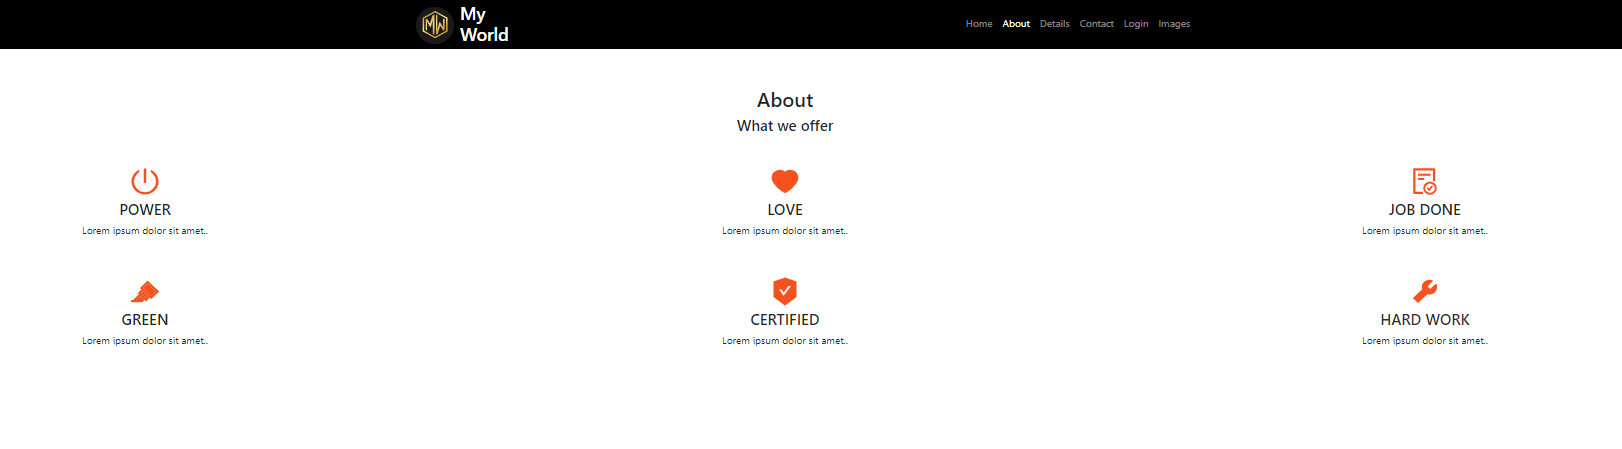 MW
My
World
Home About Details Contact Login Images
About
What we offer
POWER LOVE JOB DONE
Lorem ipsum dolor sit amet.. Lorem ipsum dolor sit amet.. Lorem ipsum dolor sit amet..
GREEN CERTIFIED HARD WORK
Lorem ipsum dolor sit amet.. Lorem ipsum dolor sit amet.. Lorem ipsum dolor sit amet..